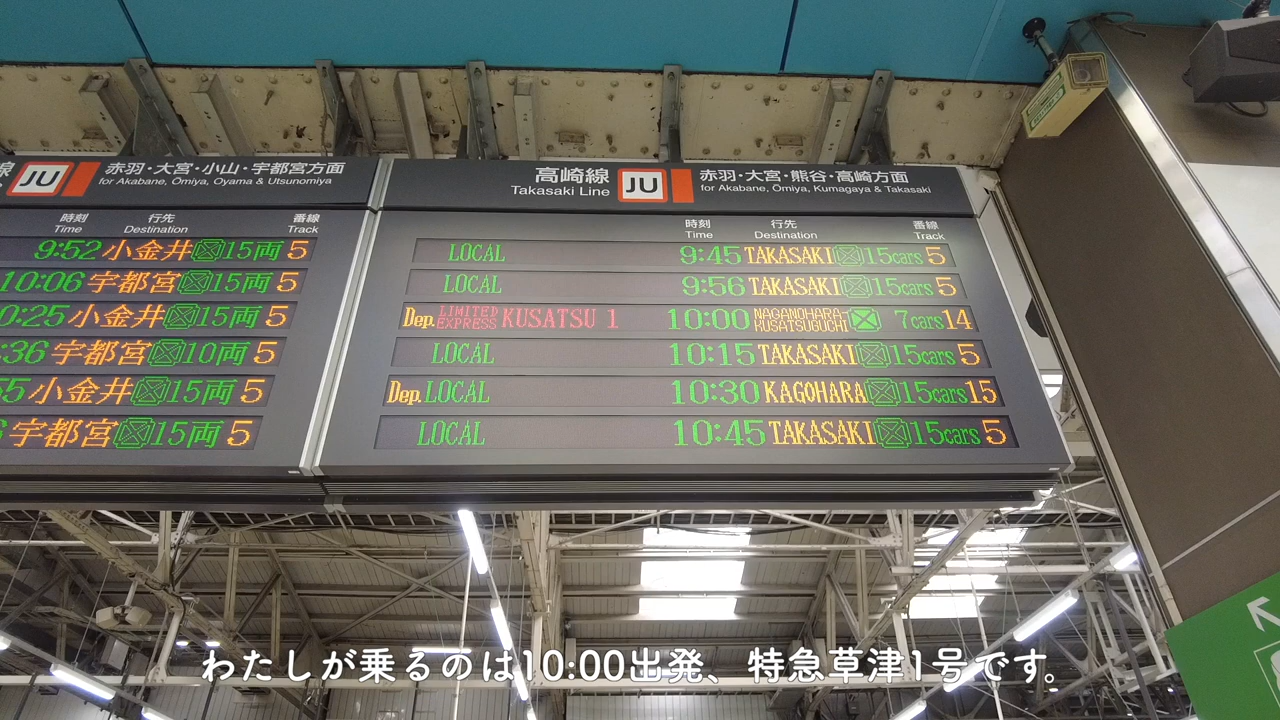 線 JU 赤羽・大宮・小山・宇都宮方面
for Akabane, Ōmiya, Oyama & Utsunomiya
時刻 行先 番線
Time Destination Track
9:52 小金井 15両 5
10:06 宇都宮 15両 5
0:25 小金井 15両 5
:36 宇都宮 10両 5
5 小金井 15両 5
宇都宮 15両 5
高崎線 JU 赤羽・大宮・熊谷・高崎方面
Takasaki Line for Akabane, Ōmiya, Kumagaya & Takasaki
時刻 行先 番線
Time Destination Track
LOCAL 9:45 TAKASAKI 15cars 5
LOCAL 9:56 TAKASAKI 15cars 5
Dep. LIMITED EXPRESS KUSATSU 1 10:00 NAGANOHARA-KUSATSUGUCHI 7cars 14
LOCAL 10:15 TAKASAKI 15cars 5
Dep. LOCAL 10:30 KAGOHARA 15cars 15
LOCAL 10:45 TAKASAKI 15cars 5
わたしが乗るのは10:00出発、特急草津1号です。